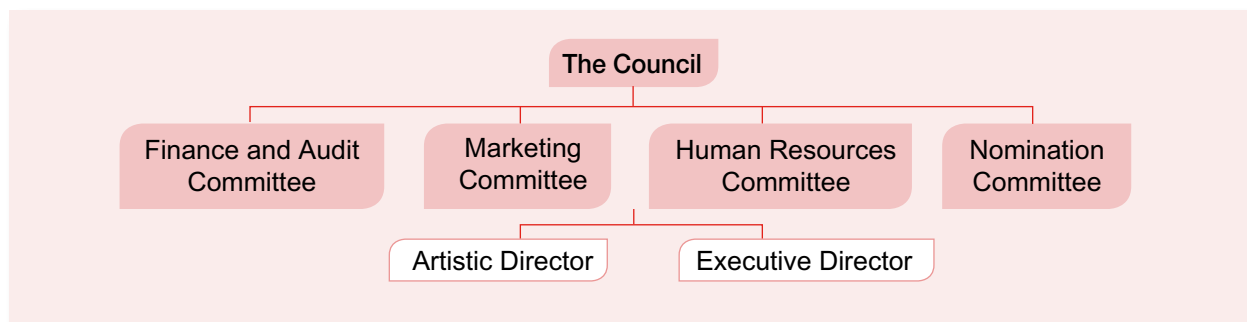 The Council
Finance and Audit
Committee
Marketing
Committee
Human Resources
Committee
Nomination
Committee
Artistic Director
Executive Director